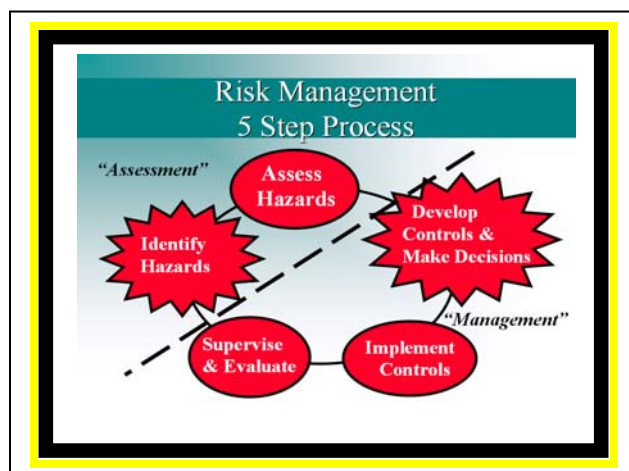 Risk Management
5 Step Process
“Assessment”
Assess
Hazards
Develop
Controls &
Make Decisions
Identify
Hazards
“Management”
Supervise
& Evaluate
Implement
Controls